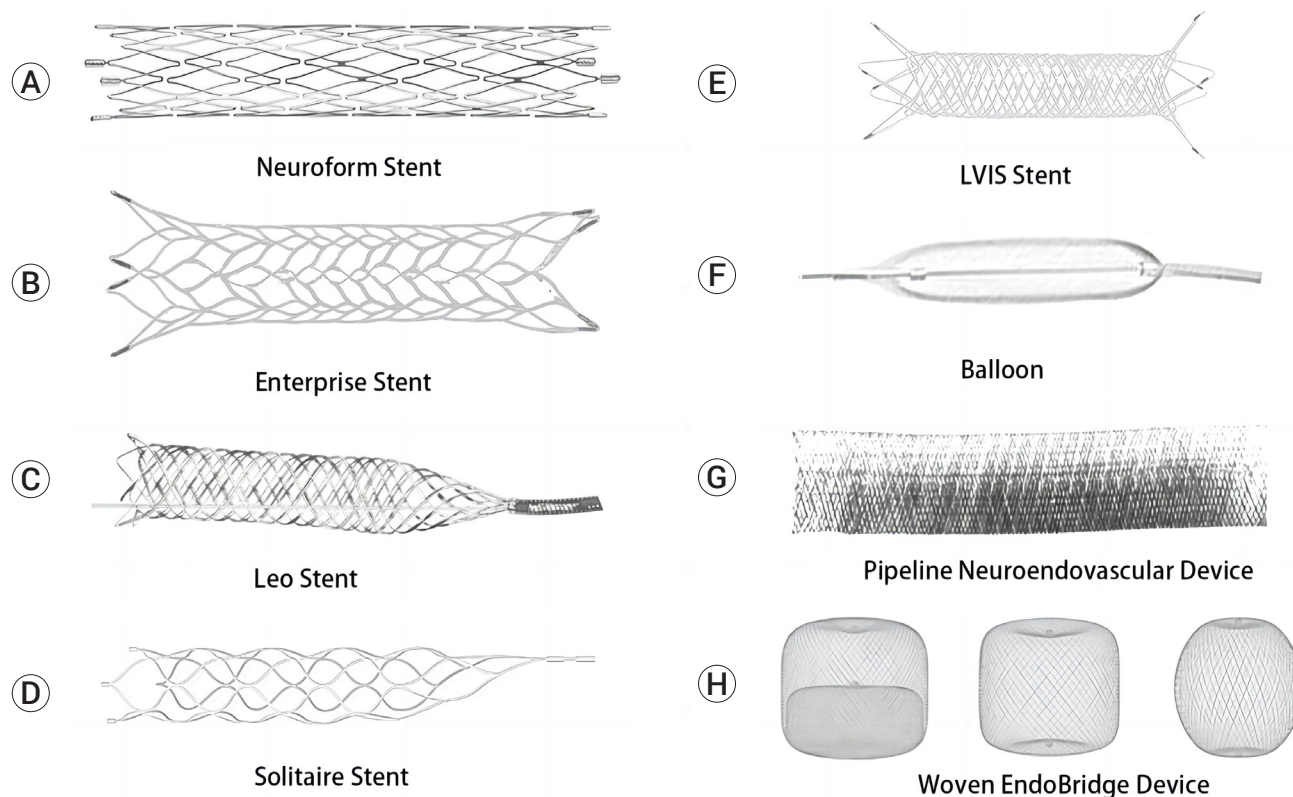 A
Neuroform Stent
B
Enterprise Stent
C
Leo Stent
D
Solitaire Stent
E
LVIS Stent
F
Balloon
G
Pipeline Neuroendovascular Device
H
Woven EndoBridge Device